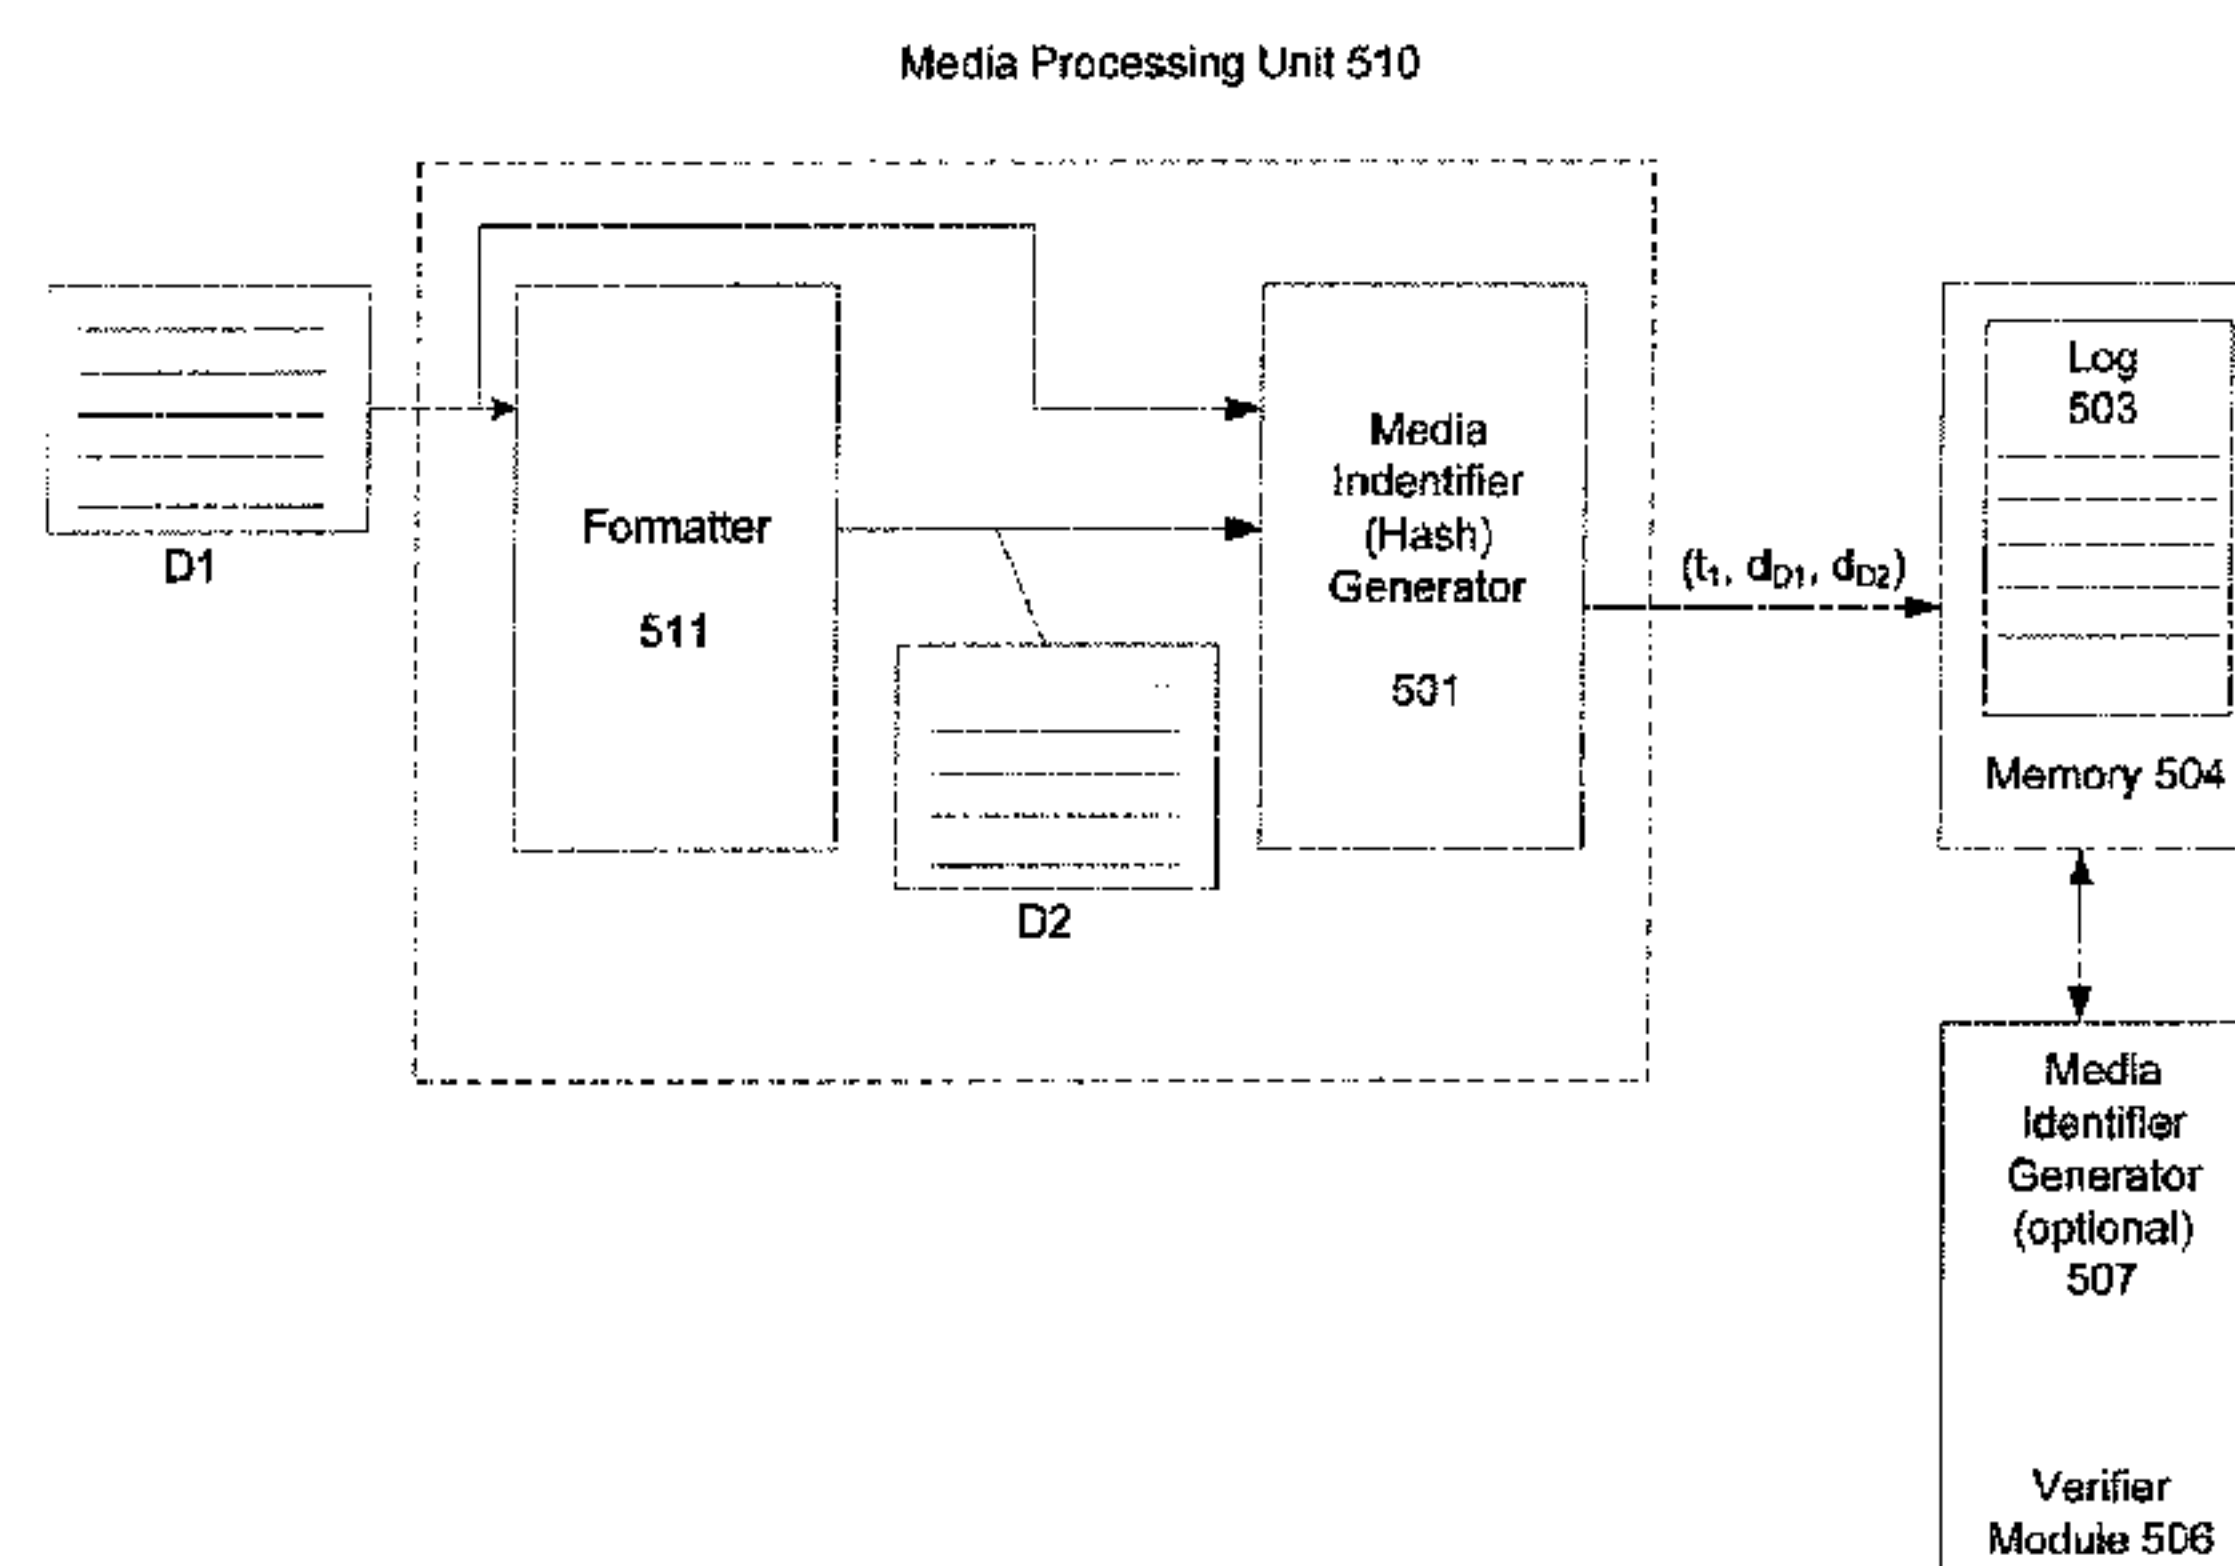 Media Processing Unit 510
D1
Formatter
511
D2
Media
Indentifier
(Hash)
Generator
501
(t₁, d_D1, d_D2)
Log
503
Memory 504
Media
Identifier
Generator
(optional)
507
Verifier
Module 506